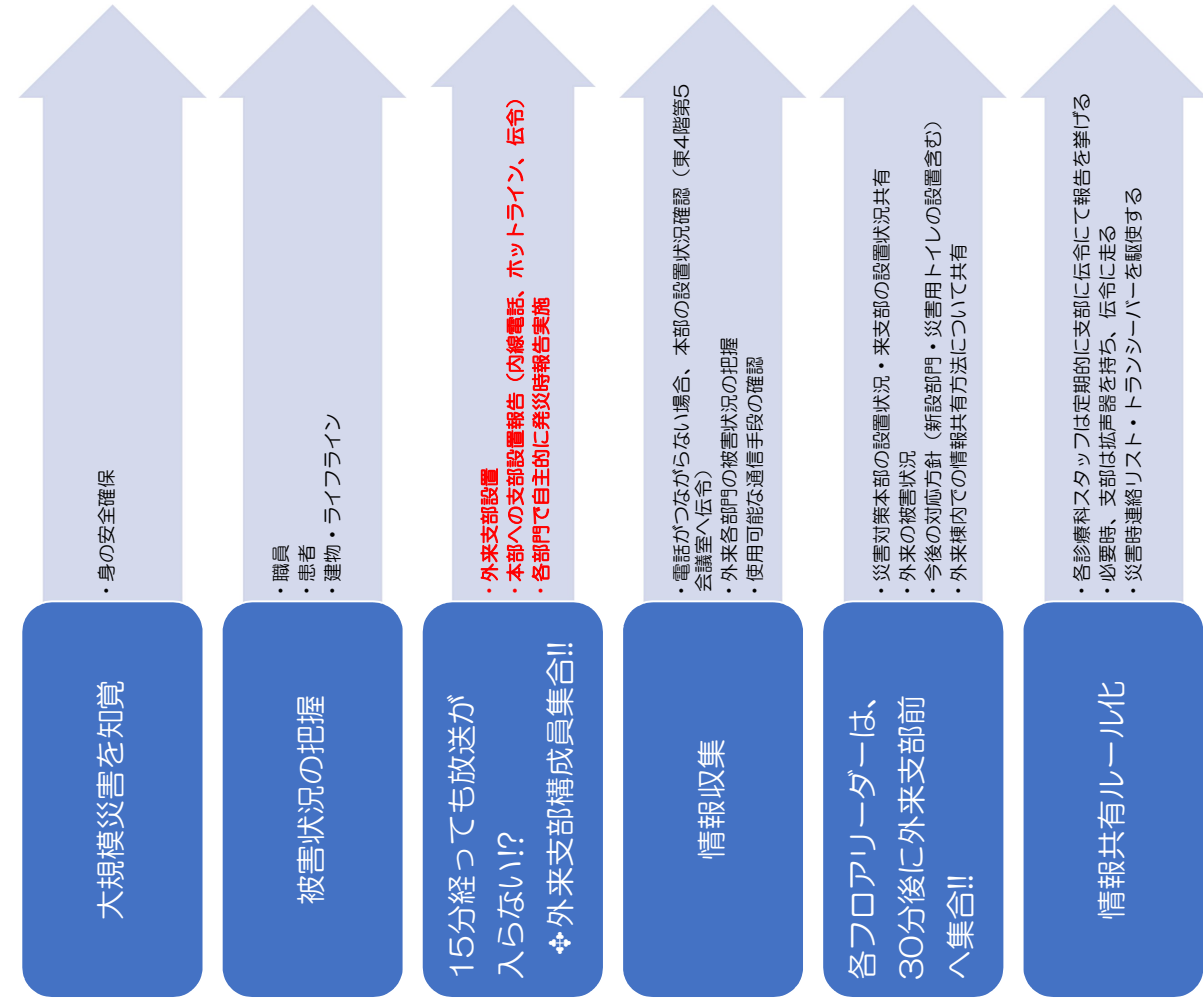 大規模災害を知覚
・身の安全確保
被害状況の把握
・職員
・患者
・建物・ライフライン
15分経っても放送が
入らない!?
❖外来支部構成員集合!!
・外来支部設置
・本部への支部設置報告（内線電話、ホットライン、伝令）
・各部門で自主的に発災時報告実施
情報収集
・電話がつながらない場合、本部の設置状況確認（東4階第5
会議室へ伝令）
・外来各部門の被害状況の把握
・使用可能な通信手段の確認
各フロアリーダーは、
30分後に外来支部前
へ集合!!
・災害対策本部の設置状況・来支部の設置状況共有
・外来の被害状況
・今後の対応方針（新設部門・災害用トイレの設置含む）
・外来棟内での情報共有方法について共有
情報共有ルール化
・各診療科スタッフは定期的に支部に伝令にて報告を挙げる
・必要時、支部は拡声器を持ち、伝令に走る
・災害時連絡リスト・トランシーバーを駆使する